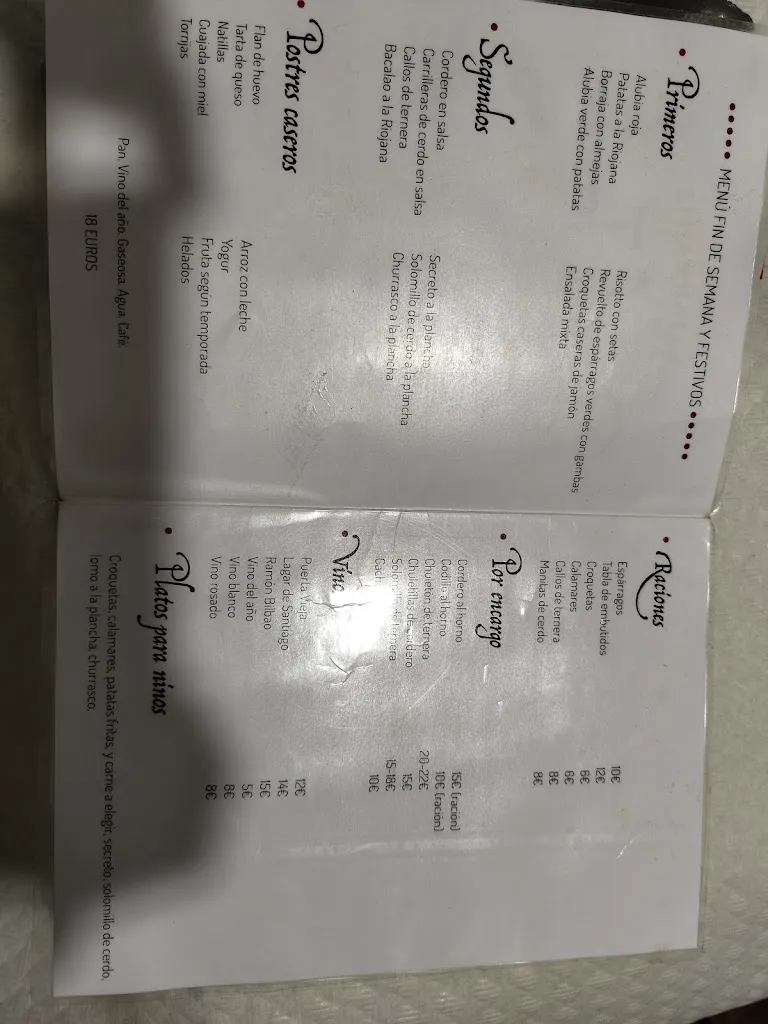 MENÚ FIN DE SEMANA Y FESTIVOS
Primeros
Alubia roja
Patatas a la Riojana
Borraja con almejas
Alubia verde con patatas
Risotto con setas
Revuelto de espárragos verdes con gambas
Croquetas caseras de jamón
Ensalada mixta
Segundos
Cordero en salsa
Carrilleras de cerdo en salsa
Callos de ternera
Bacalao a la Riojana
Secreto a la plancha
Solomillo de cerdo a la plancha
Churrasco a la plancha
Postres caseros
Flan de huevo
Tarta de queso
Natillas
Cuajada con miel
Torrijas
Arroz con leche
Yogur
Fruta según temporada
Helados
Pan, Vino del año, Gaseosa, Agua, Café.
18 EUROS
Raciones
Espárragos 10€
Tabla de embutidos 12€
Croquetas 6€
Calamares 6€
Callos de ternera 8€
Manitas de cerdo 8€
Por encargo
Cordero al horno 15€ (ración)
Codillo al horno 10€ (ración)
Chuletón de ternera 20-22€
Chuletillas de cordero 15€
Solomillo de ternera 15-18€
10€
Vino
Puerta Vieja 12€
Lagar de Santiago 14€
Ramón Bilbao 15€
Vino del año 5€
Vino blanco 8€
Vino rosado 8€
Platos para ninos
Croquetas, calamares, patatas fritas, y carne a elegir, secreto, solomillo de cerdo,
lomo a la plancha, churrasco.